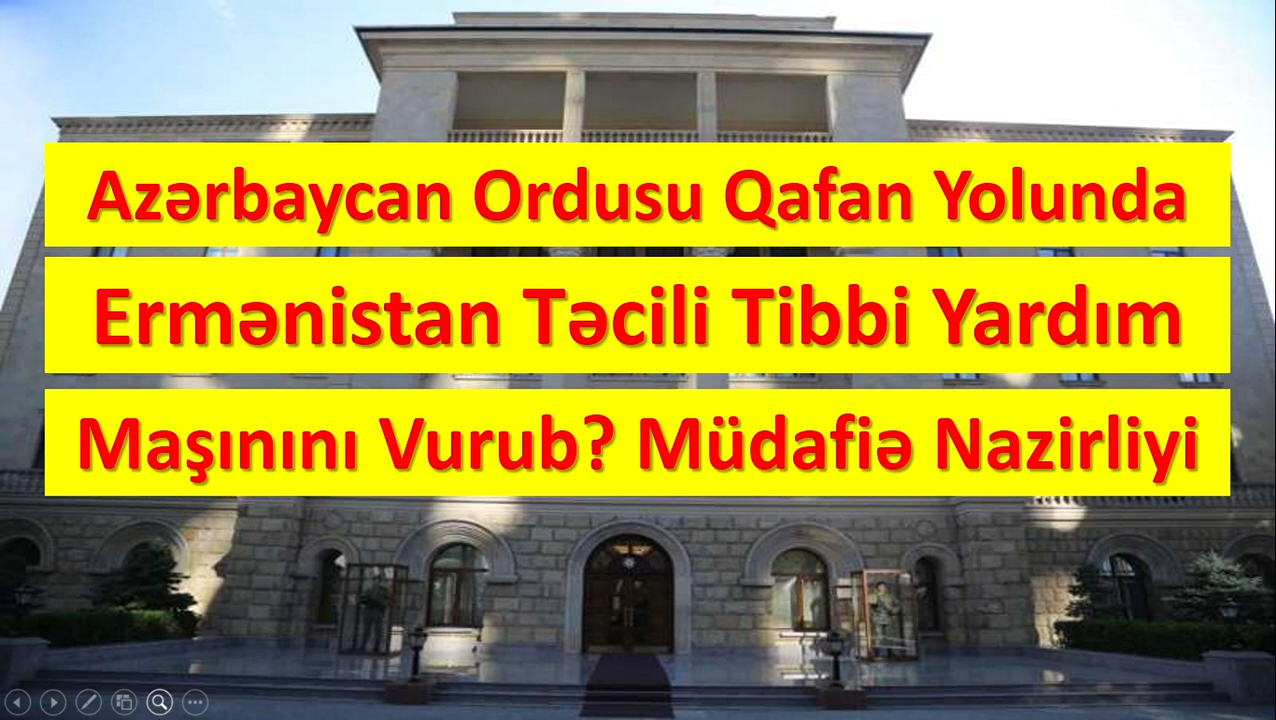 Azərbaycan Ordusu Qafan Yolunda
Ermənistan Təcili Tibbi Yardım
Maşınını Vurub? Müdafiə Nazirliyi